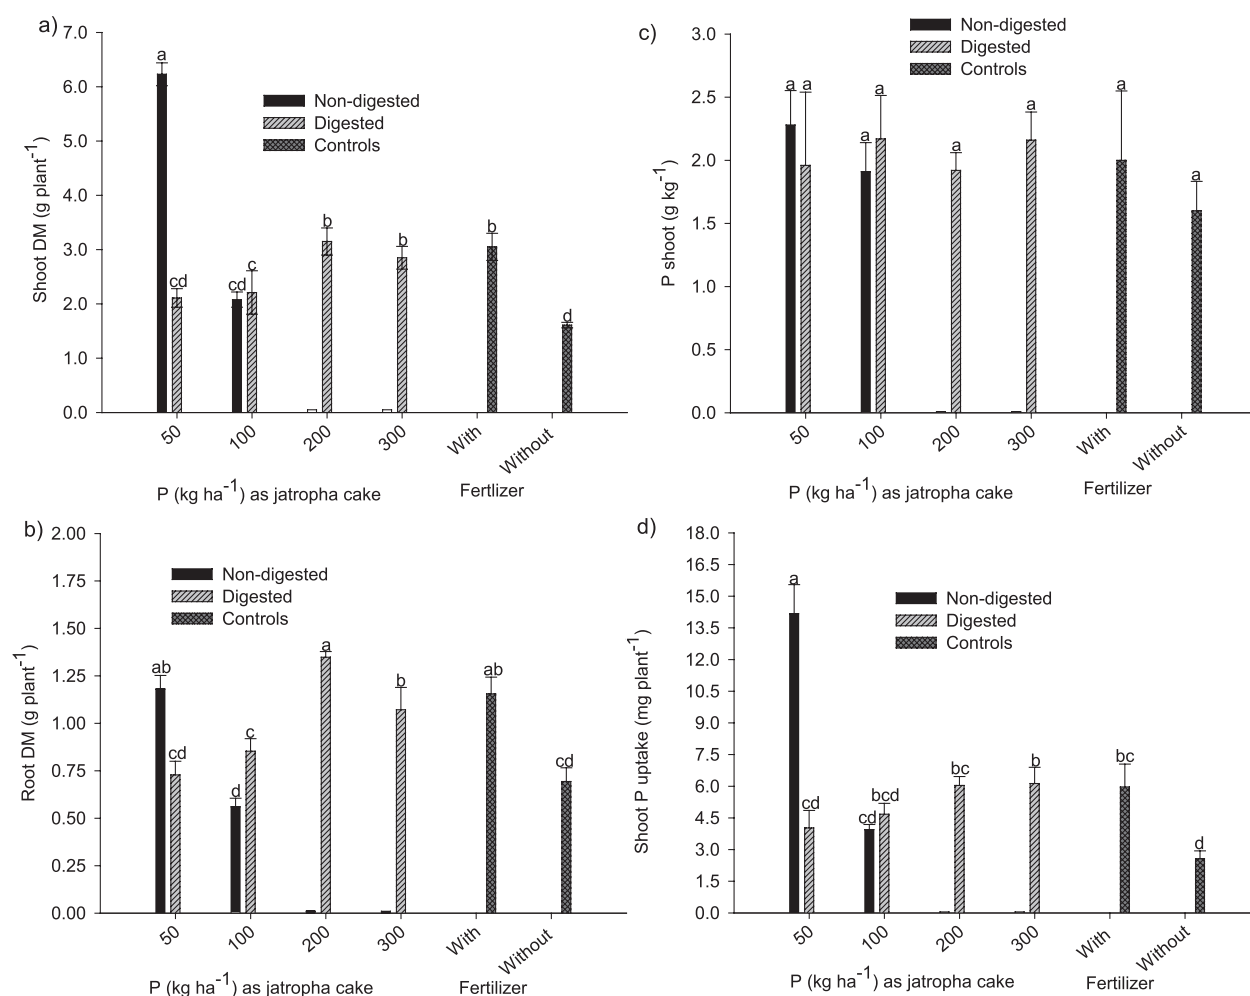 a)
7.0
6.0
5.0
4.0
3.0
2.0
1.0
0.0
Shoot DM (g plant-1)
Non-digested
Digested
Controls
a
cd
cd
c
b
b
b
d
50
100
200
300
With
Without
P (kg ha-1) as jatropha cake
Fertlizer
c)
3.0
2.5
2.0
1.5
1.0
0.5
0.0
P shoot (g kg-1)
Non-digested
Digested
Controls
a
a
a
a
a
a
a
a
50
100
200
300
With
Without
P (kg ha-1) as jatropha cake
Fertilizer
b)
2.00
1.75
1.50
1.25
1.00
0.75
0.50
0.25
0.00
Root DM (g plant-1)
Non-digested
Digested
Controls
ab
cd
d
c
a
b
ab
cd
50
100
200
300
With
Without
P (kg ha-1) as jatropha cake
Fertilizer
d)
18.0
16.5
15.0
13.5
12.0
10.5
9.0
7.5
6.0
4.5
3.0
1.5
0.0
Shoot P uptake (mg plant-1)
Non-digested
Digested
Controls
a
cd
cd
bcd
bc
b
bc
d
50
100
200
300
With
Without
P (kg ha-1) as jatropha cake
Fertilizer